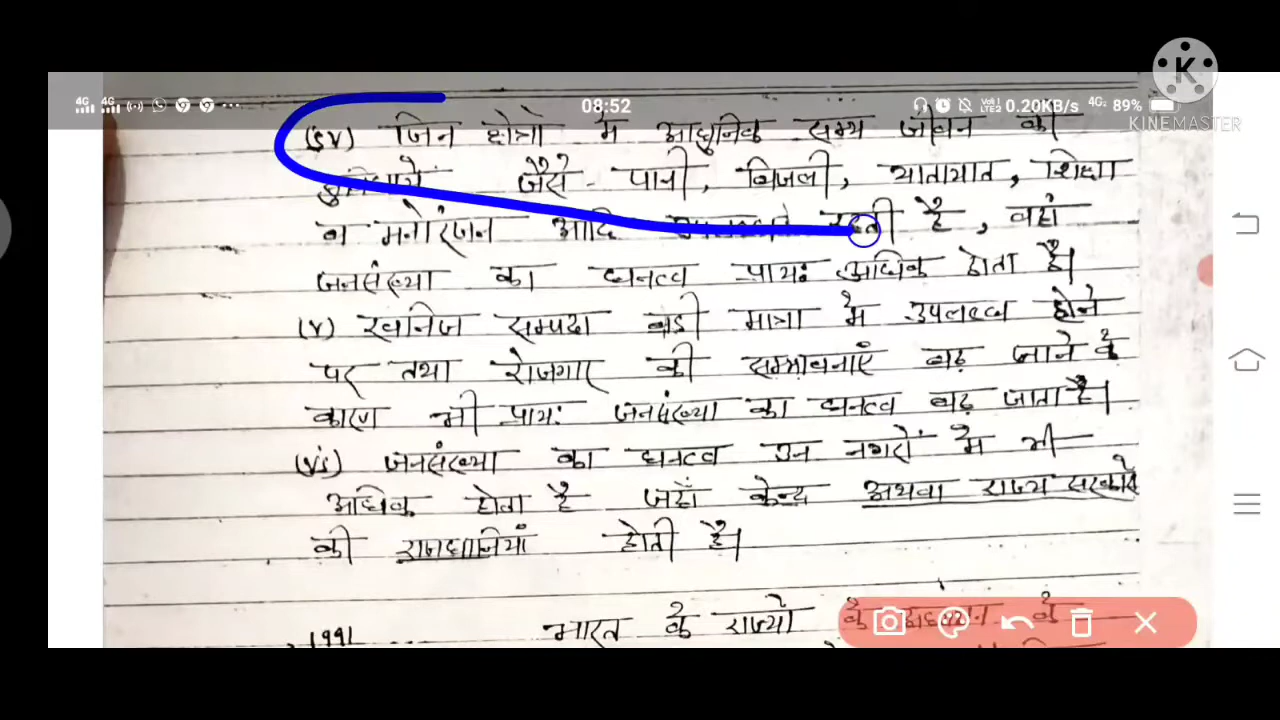 08:52
0.20KB/s 4G 89%
KINEMASTER
(iv) जिन क्षेत्रों में आधुनिक सभ्य जीवन की
सुविधायें जैसे - पानी, बिजली, यातायात, शिक्षा
व मनोरंजन आदि रहती है, वहां
जनसंख्या का घनत्व प्रायः अधिक होता है।
(v) खनिज सम्पदा बडी मात्रा में उपलब्ध होने
पर तथा रोजगार की सम्भावनाएं बढ़ जाने के
कारण भी प्रायः जनसंख्या का घनत्व बढ़ जाता है।
(vi) जनसंख्या का घनत्व उन नगरों में भी
अधिक होता है जहाँ केन्द्र अथवा राज्य सरकारे
की राजधानियां होती है।
1991 भारत के राज्यों के के